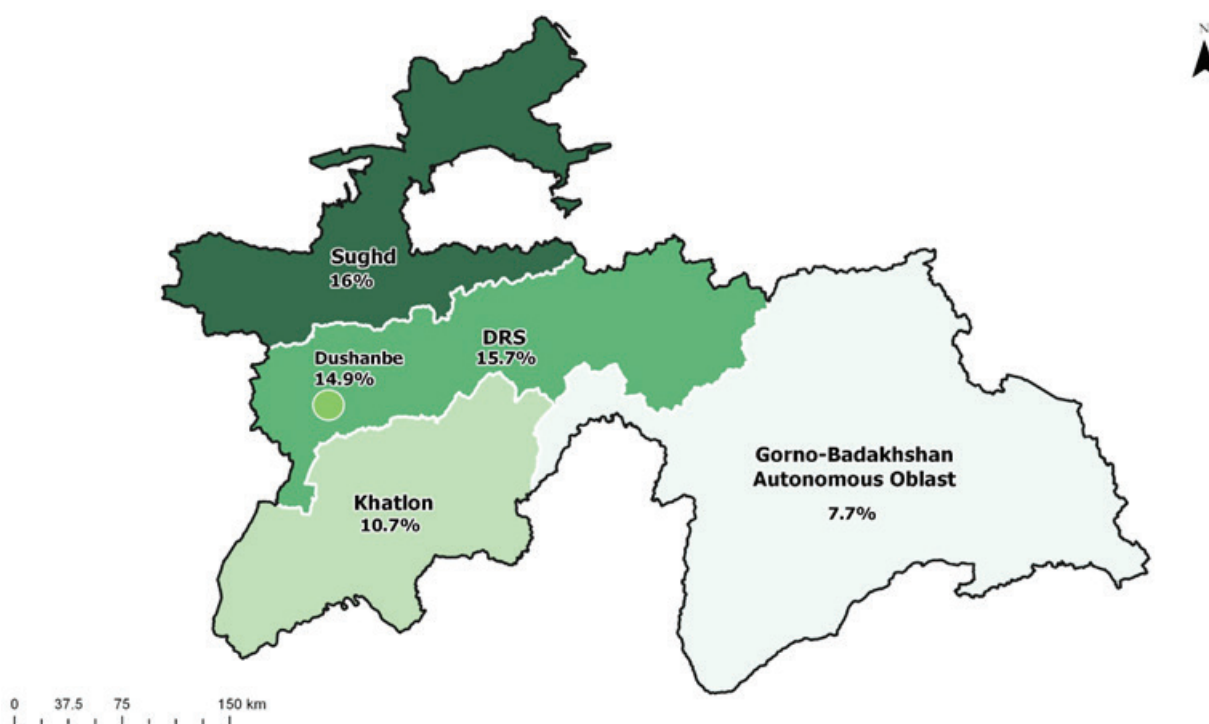 N
Sughd
16%
DRS
15.7%
Dushanbe
14.9%
Gorno-Badakhshan
Autonomous Oblast
7.7%
Khatlon
10.7%
0 37.5 75 150 km